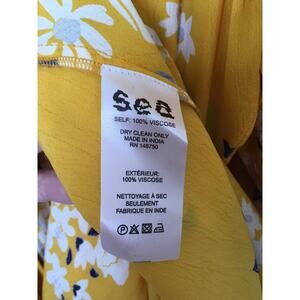 sea
SELF: 100% VISCOSE
DRY CLEAN ONLY
MADE IN INDIA
RN 148750
EXTÉRIEUR:
100% VISCOSE
NETTOYAGE À SEC
SEULEMENT
FABRIQUE EN INDE